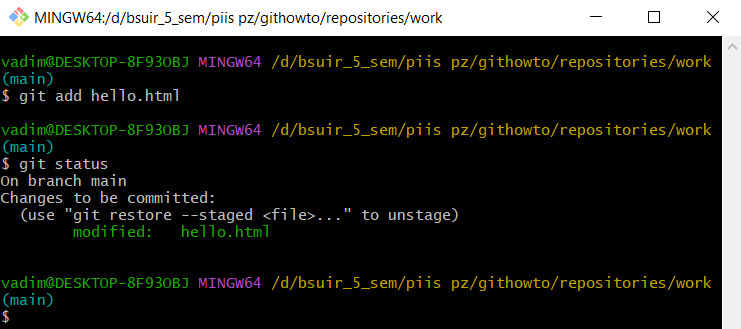 MINGW64:/d/bsuir_5_sem/piis pz/githowto/repositories/work
vadim@DESKTOP-8F93OBJ MINGW64 /d/bsuir_5_sem/piis pz/githowto/repositories/work
(main)
$ git add hello.html
vadim@DESKTOP-8F93OBJ MINGW64 /d/bsuir_5_sem/piis pz/githowto/repositories/work
(main)
$ git status
On branch main
Changes to be committed:
  (use "git restore --staged <file>..." to unstage)
        modified:   hello.html
vadim@DESKTOP-8F93OBJ MINGW64 /d/bsuir_5_sem/piis pz/githowto/repositories/work
(main)
$